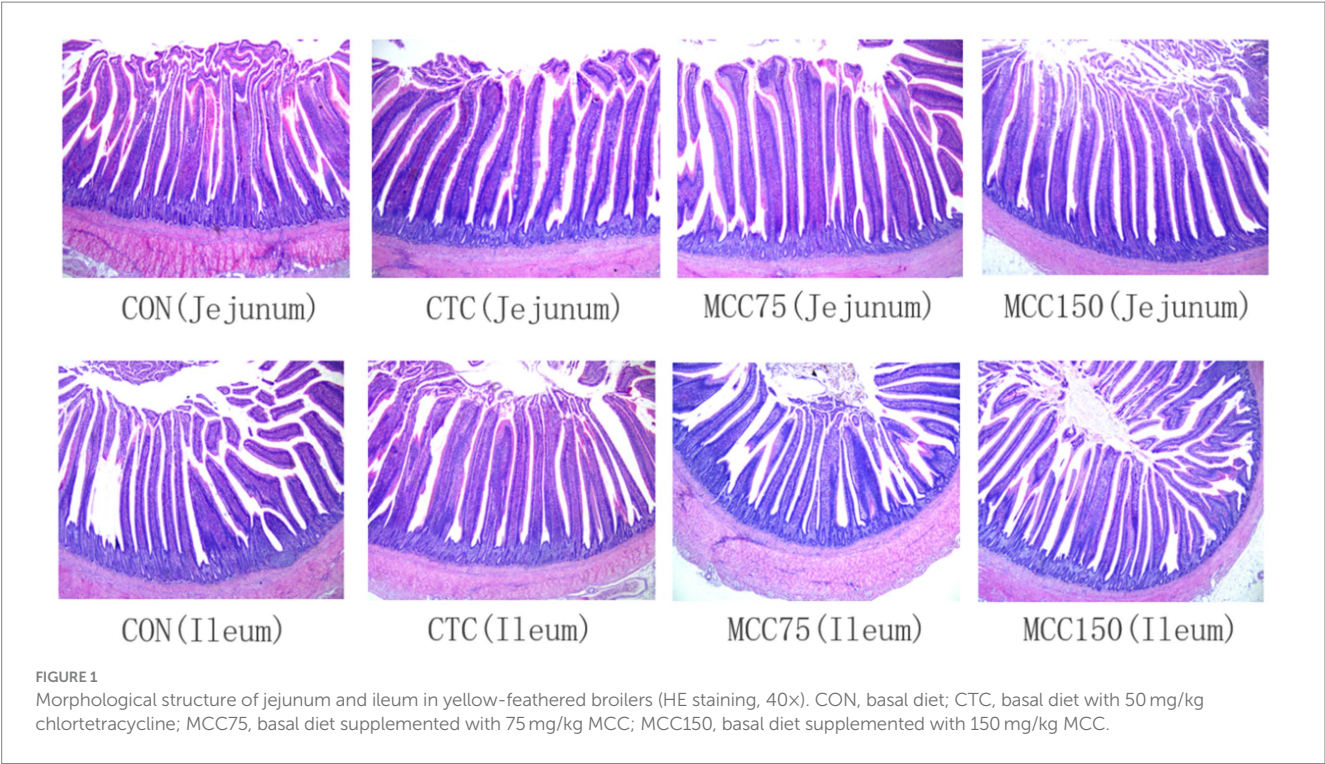 CON(Jejunum) CTC(Jejunum) MCC75(Jejunum) MCC150(Jejunum)
CON(Ileum) CTC(Ileum) MCC75(Ileum) MCC150(Ileum)
FIGURE 1
Morphological structure of jejunum and ileum in yellow-feathered broilers (HE staining, 40×). CON, basal diet; CTC, basal diet with 50 mg/kg
chlortetracycline; MCC75, basal diet supplemented with 75 mg/kg MCC; MCC150, basal diet supplemented with 150 mg/kg MCC.